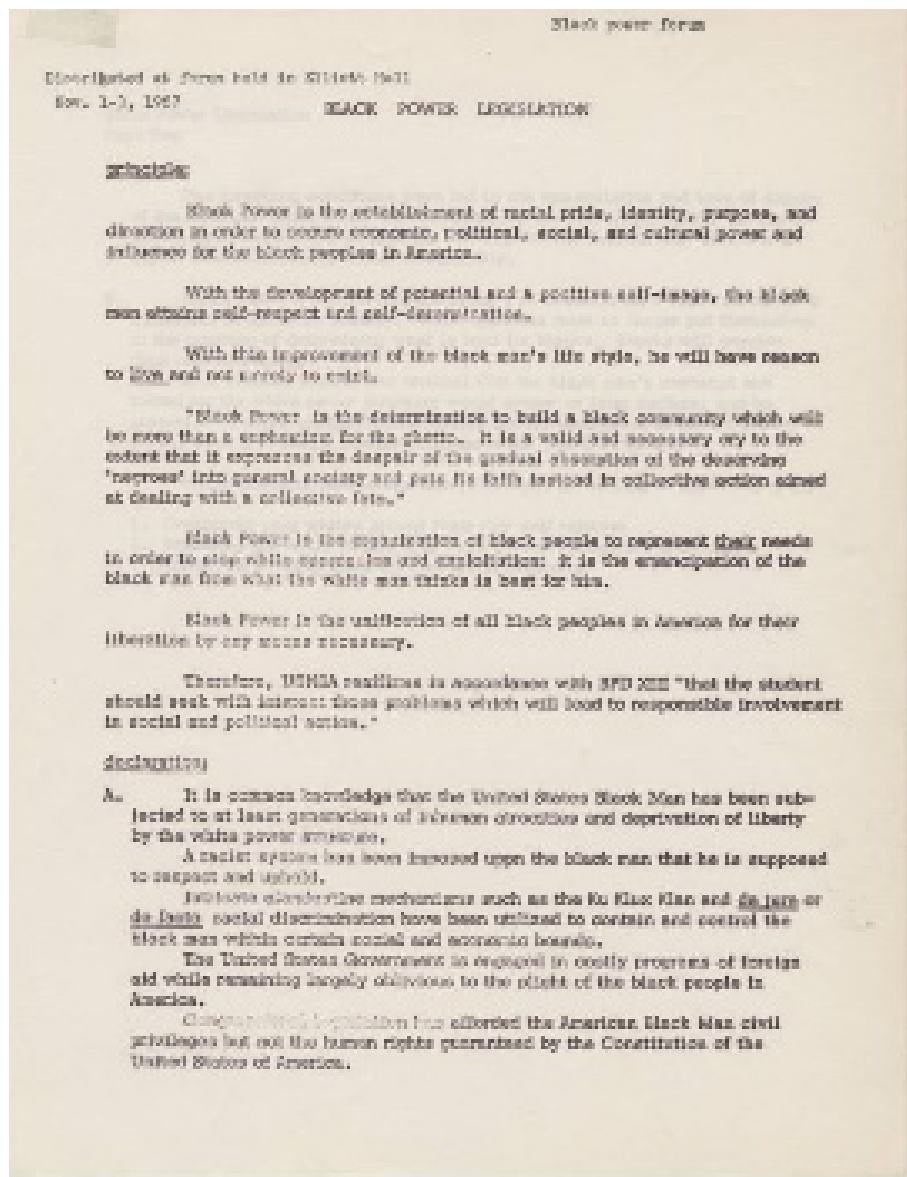 Black power forum
Distributed at forum held in Elliott Hall
Nov. 1-3, 1967
BLACK POWER LEGISLATION
principle:
Black Power is the establishment of racial pride, identity, purpose, and
direction in order to secure economic, political, social, and cultural power and
influence for the black peoples in America.
With the development of potential and a positive self-image, the black
man attains self-respect and self-determination.
With this improvement of the black man's life style, he will have reason
to live and not merely to exist.
"Black Power is the determination to build a black community which will
be more than a euphemism for the ghetto. It is a valid and necessary cry to the
extent that it expresses the despair of the gradual absorption of the deserving
'negroes' into general society and puts its faith instead in collective action aimed
at dealing with a collective fate."
Black Power is the organization of black people to represent their needs
in order to stop white oppression and exploitation: it is the emancipation of the
black man from what the white man thinks is best for him.
Black Power is the unification of all black peoples in America for their
liberation by any means necessary.
Therefore, reaffirms in accordance with BPD XIII "that the student
should seek with interest those problems which will lead to responsible involvement
in social and political action."
declaration:
A. It is common knowledge that the United States Black Man has been sub-
jected to at least generations of inhuman atrocities and deprivation of liberty
by the white power structure.
A racist system has been imposed uppn the black man that he is supposed
to respect and uphold.
Intricate clandestine mechanisms such as the Ku Klux Klan and de jure or
de facto racial discrimination have been utilized to contain and control the
black man within certain social and economic bounds.
The United States Government is engaged in costly programs of foreign
aid while remaining largely oblivious to the plight of the black people in
America.
Congressional legislation has afforded the American Black Man civil
privileges but not the human rights guaranteed by the Constitution of the
United States of America.